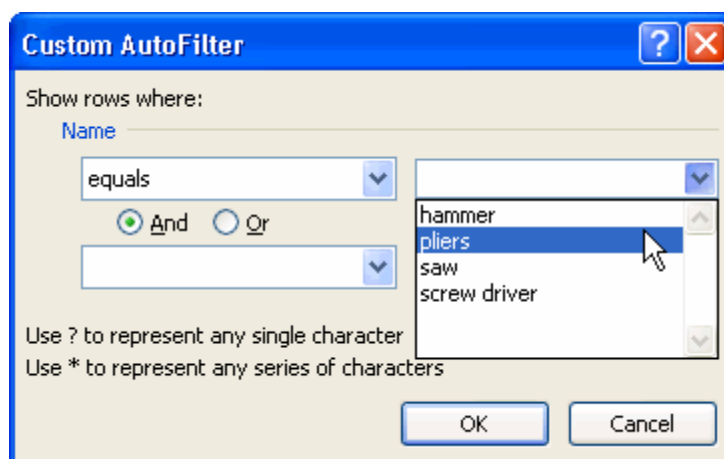 Custom AutoFilter ?
Show rows where:
Name
equals
And Or
hammer
pliers
saw
screw driver
Use ? to represent any single character
Use * to represent any series of characters
OK Cancel